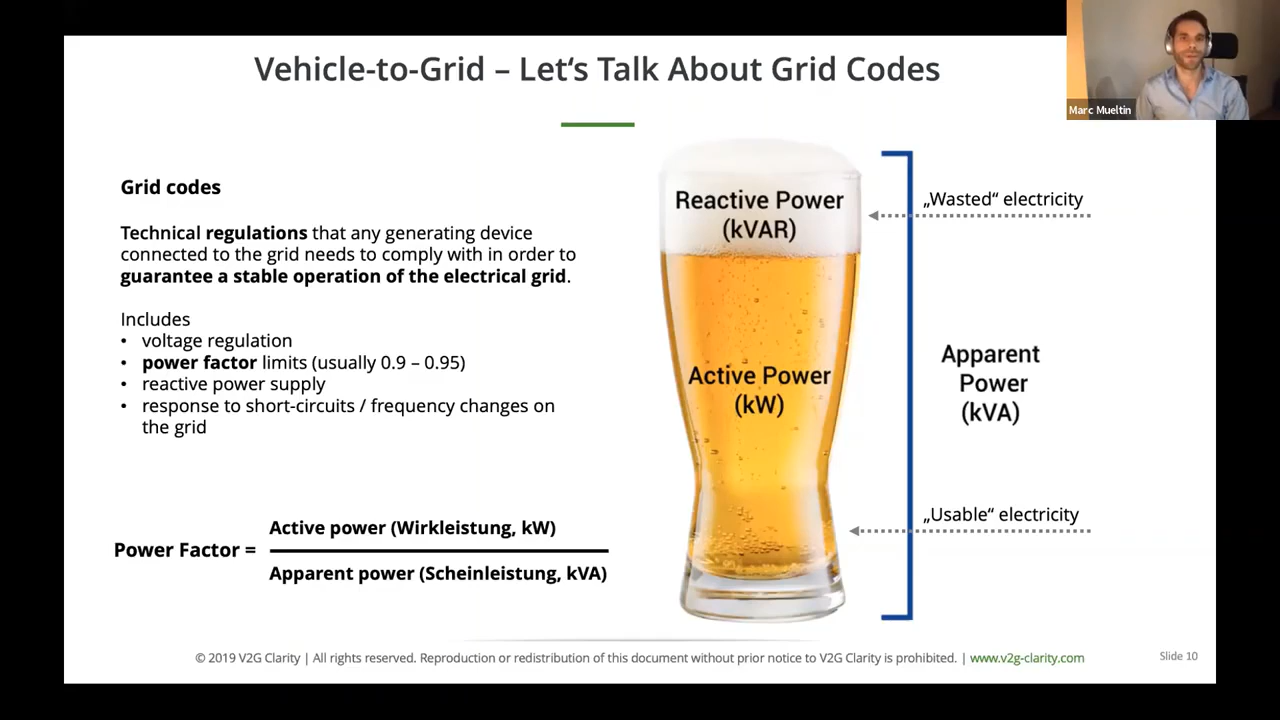 Vehicle-to-Grid – Let‘s Talk About Grid Codes
Marc Mueltin
Grid codes
Technical regulations that any generating device
connected to the grid needs to comply with in order to
guarantee a stable operation of the electrical grid.
Includes
• voltage regulation
• power factor limits (usually 0.9 – 0.95)
• reactive power supply
• response to short-circuits / frequency changes on
the grid
Power Factor =
Active power (Wirkleistung, kW)
Apparent power (Scheinleistung, kVA)
Reactive Power
(kVAR)
Active Power
(kW)
„Wasted“ electricity
Apparent
Power
(kVA)
„Usable“ electricity
© 2019 V2G Clarity | All rights reserved. Reproduction or redistribution of this document without prior notice to V2G Clarity is prohibited. | www.v2g-clarity.com
Slide 10